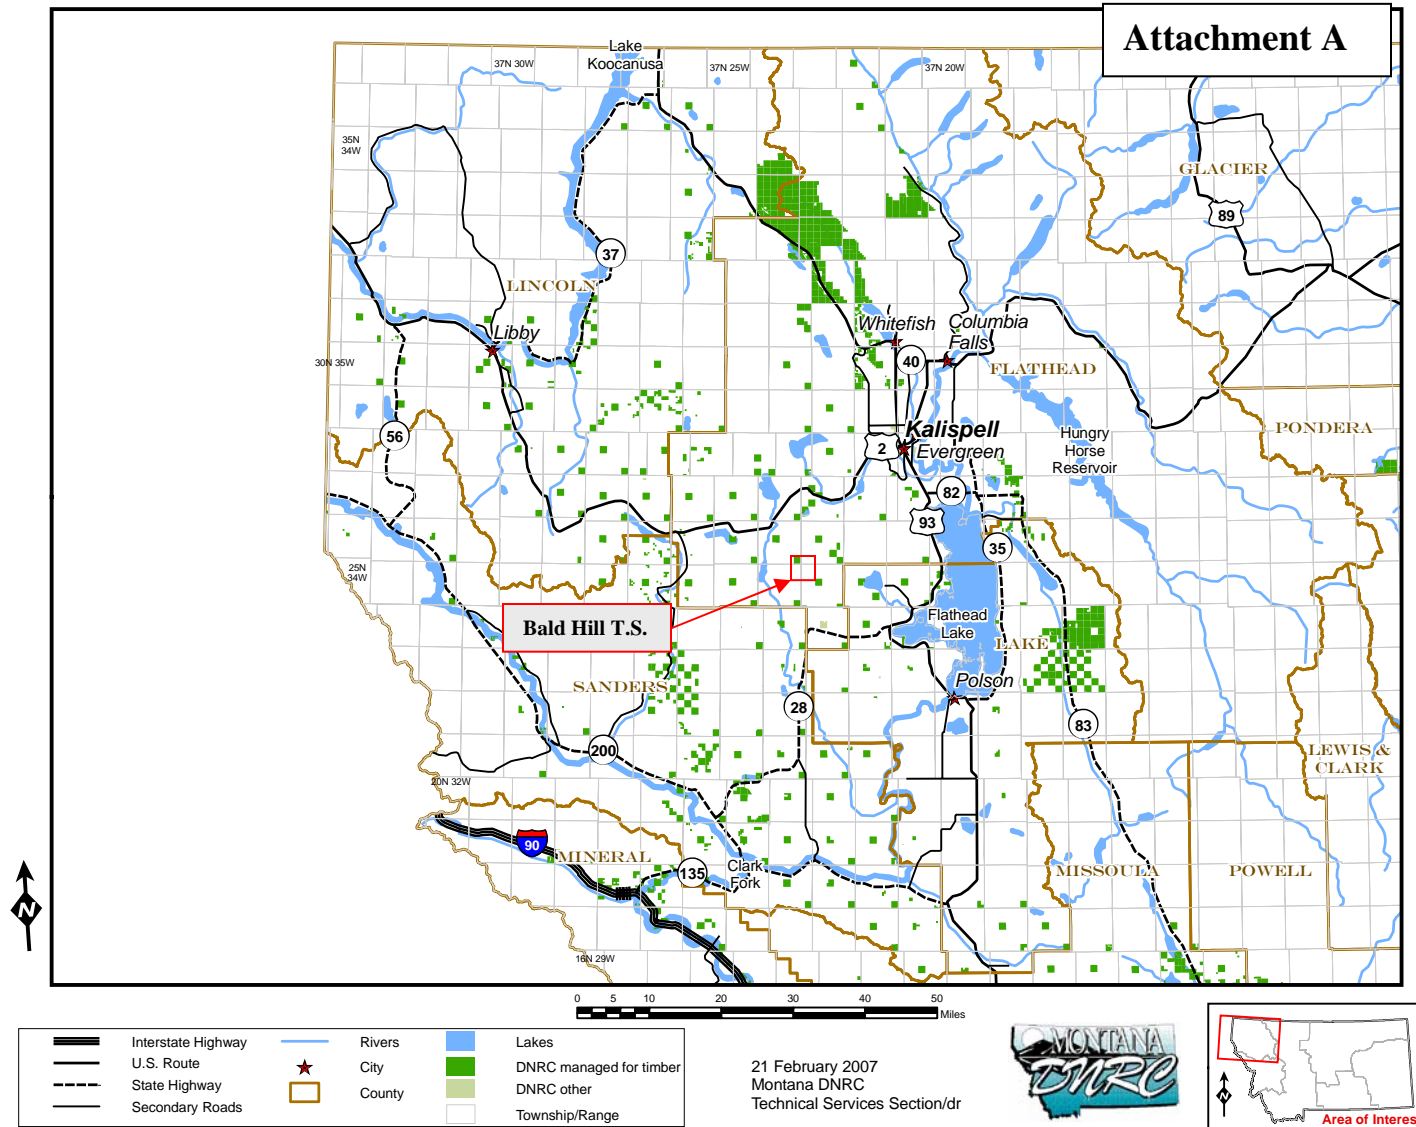 Attachment A
Lake
Koocanusa
37N 30W
37N 25W
37N 20W
35N
34W
GLACIER
89
37
LINCOLN
Libby
Whitefish
Columbia
Falls
40
30N 35W
FLATHEAD
56
Kalispell
Evergreen
2
Hungry
Horse
Reservoir
PONDERA
82
93
35
25N
34W
Bald Hill T.S.
Flathead
Lake
LAKE
SANDERS
Polson
28
83
200
LEWIS &
CLARK
20N 32W
90
MINERAL
135
Clark
Fork
MISSOULA
POWELL
16N 29W
N
0 5 10 20 30 40 50
Miles
Interstate Highway
U.S. Route
State Highway
Secondary Roads
Rivers
City
County
Lakes
DNRC managed for timber
DNRC other
Township/Range
21 February 2007
Montana DNRC
Technical Services Section/dr
MONTANA
DNRC
N
Area of Interes